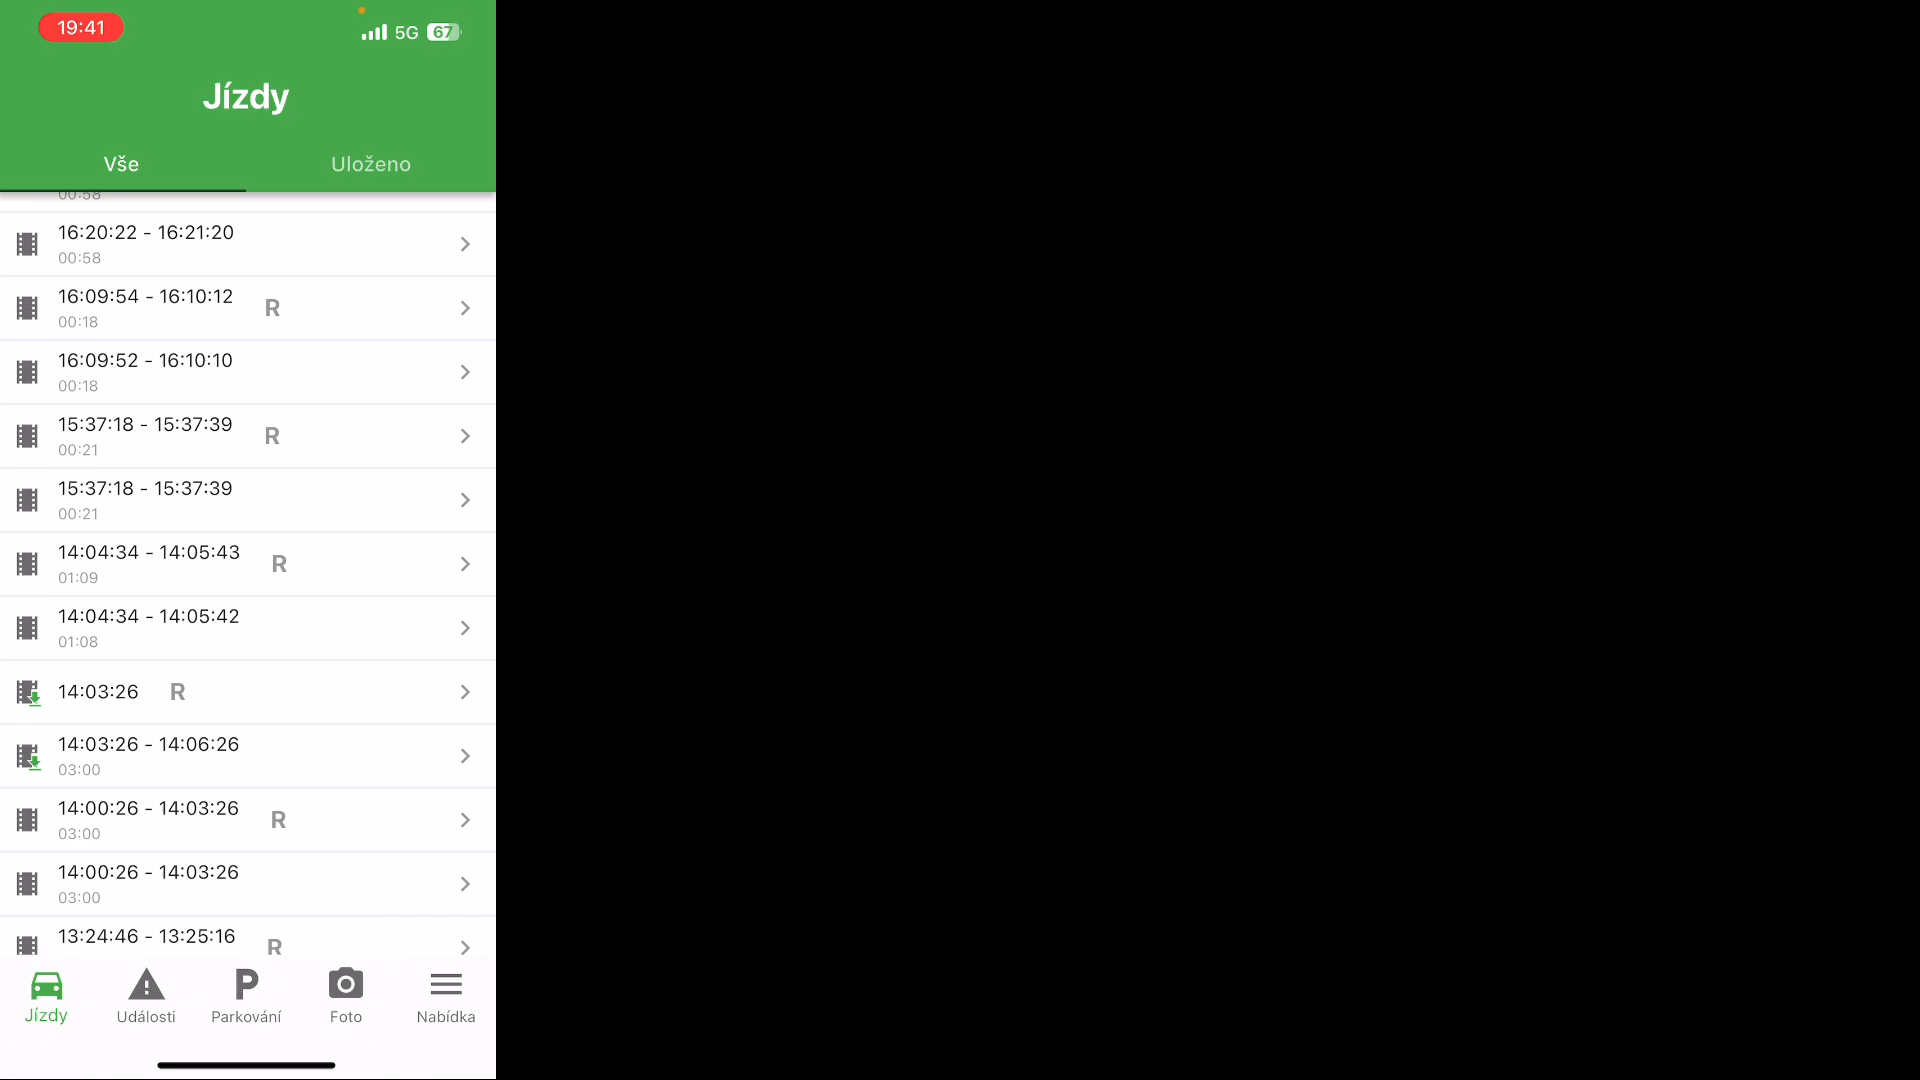 19:41
5G 67
Jízdy
Vše
Uloženo
00:58
16:20:22 - 16:21:20
00:58
16:09:54 - 16:10:12 R
00:18
16:09:52 - 16:10:10
00:18
15:37:18 - 15:37:39 R
00:21
15:37:18 - 15:37:39
00:21
14:04:34 - 14:05:43 R
01:09
14:04:34 - 14:05:42
01:08
14:03:26 R
14:03:26 - 14:06:26
03:00
14:00:26 - 14:03:26 R
03:00
14:00:26 - 14:03:26
03:00
13:24:46 - 13:25:16 R
Jízdy
Události
P
Parkování
Foto
Nabídka